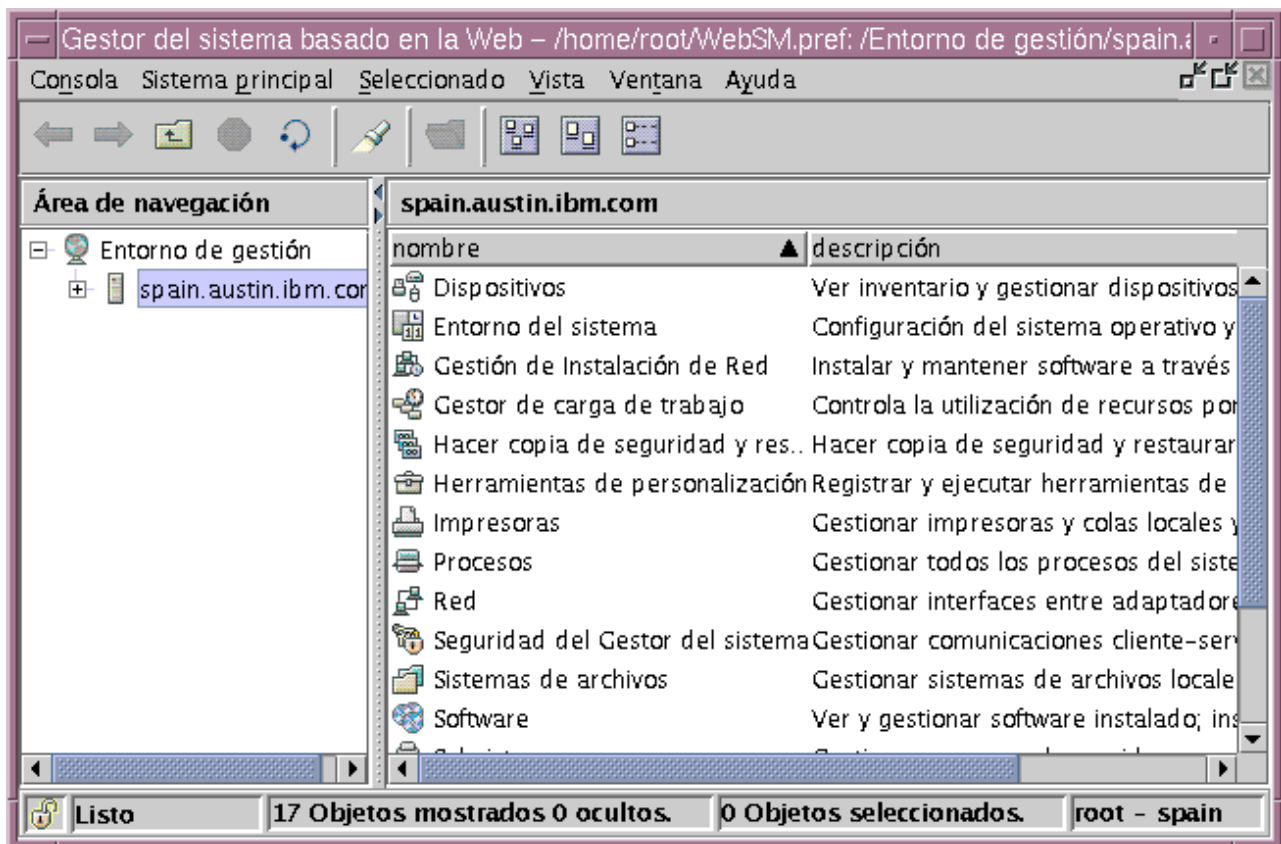 Gestor del sistema basado en la Web – /home/root/WebSM.pref: /Entorno de gestión/spain.
Consola Sistema principal Seleccionado Vista Ventana Ayuda
Área de navegación
spain.austin.ibm.com
Entorno de gestión
spain.austin.ibm.com
nombre descripción
Dispositivos Ver inventario y gestionar dispositivos
Entorno del sistema Configuración del sistema operativo y
Gestión de Instalación de Red Instalar y mantener software a través
Gestor de carga de trabajo Controla la utilización de recursos por
Hacer copia de seguridad y res.. Hacer copia de seguridad y restaurar
Herramientas de personalización Registrar y ejecutar herramientas de
Impresoras Gestionar impresoras y colas locales y
Procesos Gestionar todos los procesos del siste
Red Gestionar interfaces entre adaptadore
Seguridad del Gestor del sistema Gestionar comunicaciones cliente-ser
Sistemas de archivos Gestionar sistemas de archivos locale
Software Ver y gestionar software instalado; ins
Listo 17 Objetos mostrados 0 ocultos. 0 Objetos seleccionados. root - spain